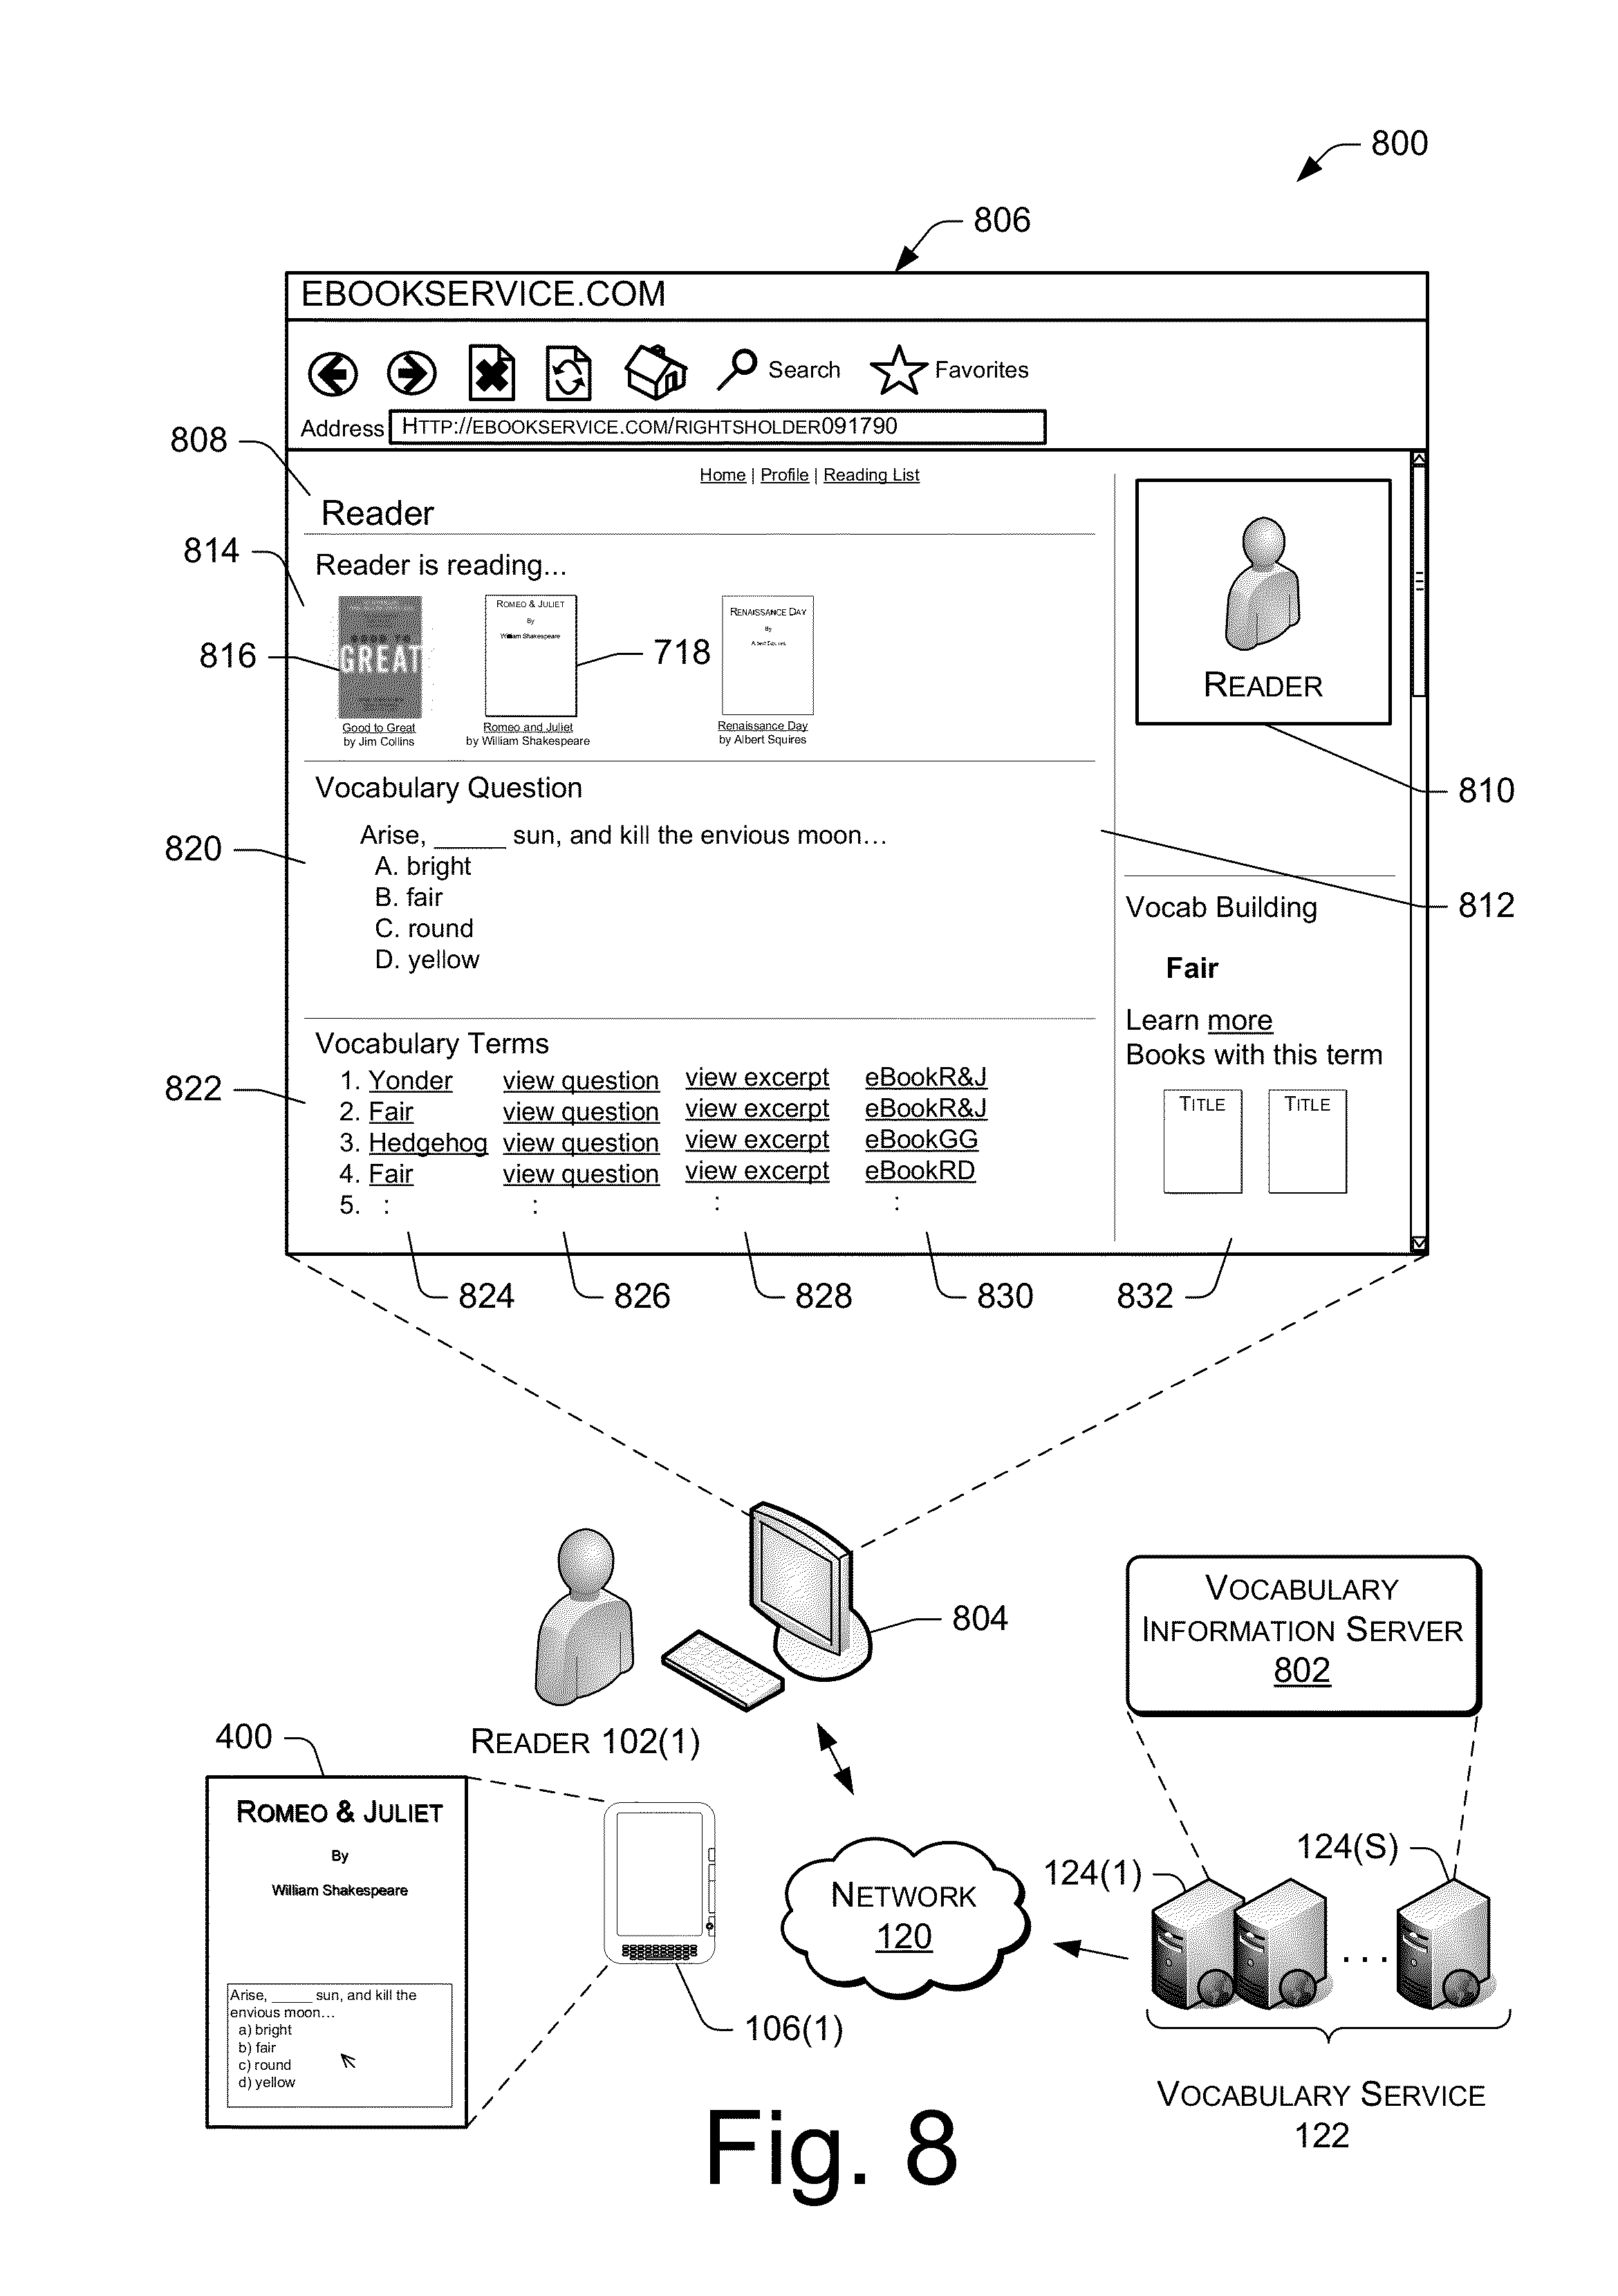 800
806
EBOOKSERVICE.COM
Search
Favorites
Address HTTP://EBOOKSERVICE.COM/RIGHTSHOLDER091790
808
Home | Profile | Reading List
Reader
814
Reader is reading...
816
GREAT
Good to Great
by Jim Collins
ROMEO & JULIET
By
William Shakespeare
718
Romeo and Juliet
by William Shakespeare
RENAISSANCE DAY
By
Albert Squires
Renaissance Day
by Albert Squires
READER
810
Vocabulary Question
820
Arise, _____ sun, and kill the envious moon...
A. bright
B. fair
C. round
D. yellow
812
Vocab Building
Fair
Learn more
Books with this term
TITLE TITLE
Vocabulary Terms
822
1. Yonder view question view excerpt eBookR&J
2. Fair view question view excerpt eBookR&J
3. Hedgehog view question view excerpt eBookGG
4. Fair view question view excerpt eBookRD
5. : : : :
824 826 828 830 832
804
VOCABULARY
INFORMATION SERVER
802
READER 102(1)
400
ROMEO & JULIET
By
William Shakespeare
Arise, _____ sun, and kill the
envious moon...
a) bright
b) fair
c) round
d) yellow
106(1)
NETWORK
120
124(1)
124(S)
...
VOCABULARY SERVICE
122
Fig. 8